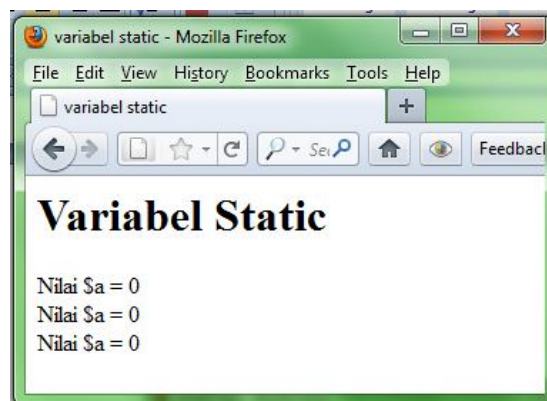 variabel static - Mozilla Firefox
File Edit View History Bookmarks Tools Help
variabel static
Feedbac
Variabel Static
Nilai $a = 0
Nilai $a = 0
Nilai $a = 0